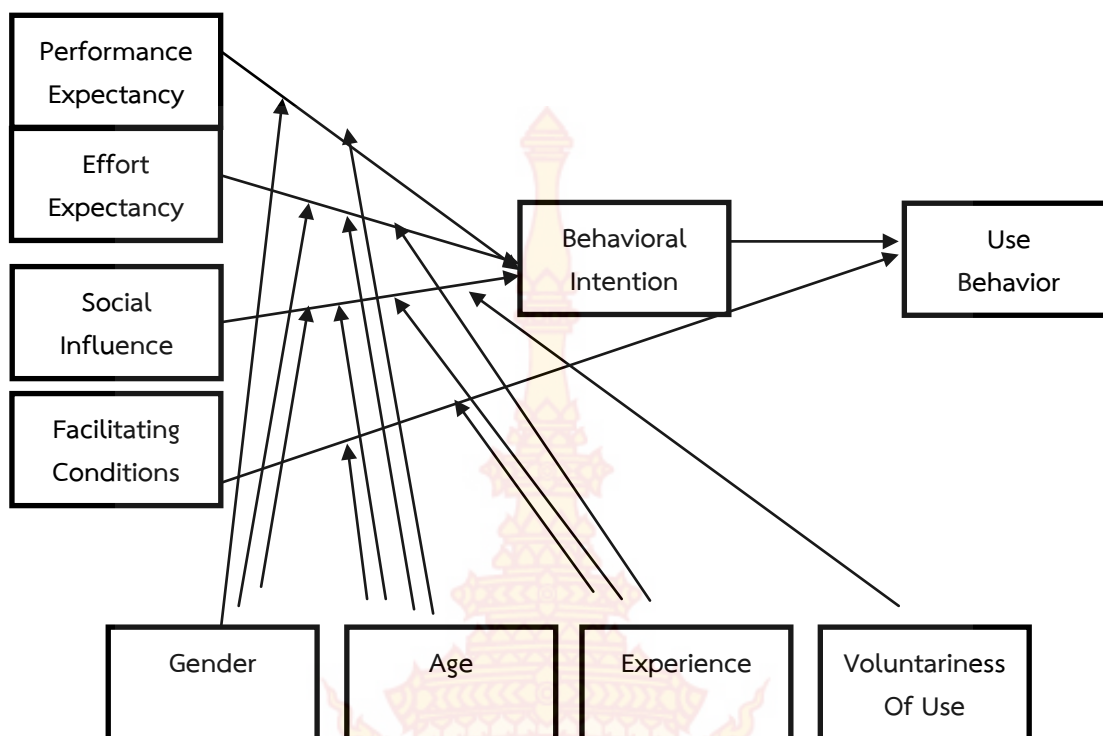 Performance
Expectancy
Effort
Expectancy
Social
Influence
Facilitating
Conditions
Behavioral
Intention
Use
Behavior
Gender
Age
Experience
Voluntariness
Of Use